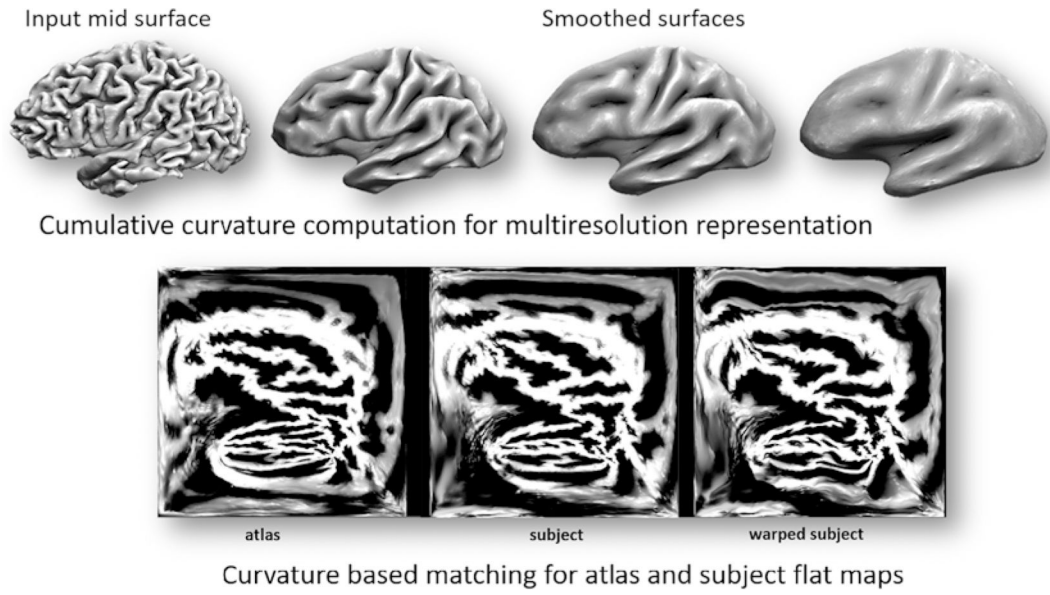 Input mid surface
Smoothed surfaces
Cumulative curvature computation for multiresolution representation
atlas
subject
warped subject
Curvature based matching for atlas and subject flat maps